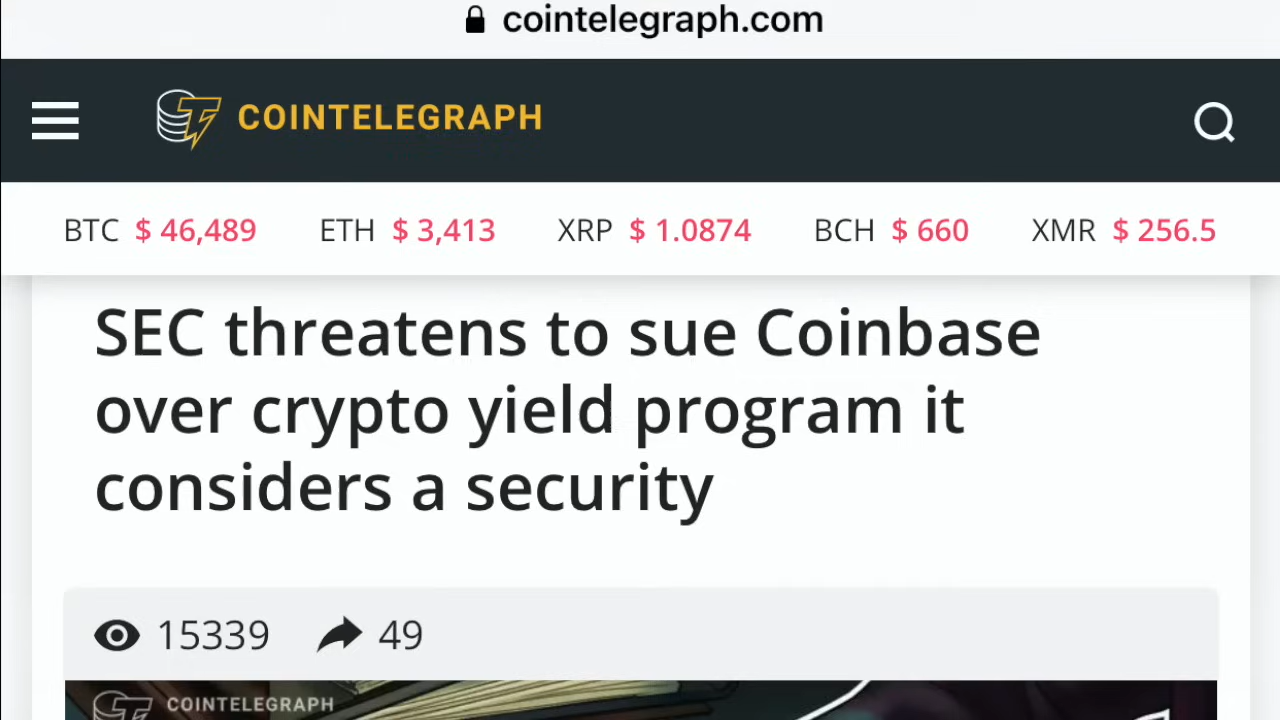 cointelegraph.com
COINTELEGRAPH
BTC $ 46,489 ETH $ 3,413 XRP $ 1.0874 BCH $ 660 XMR $ 256.5
SEC threatens to sue Coinbase
over crypto yield program it
considers a security
15339 49
COINTELEGRAPH